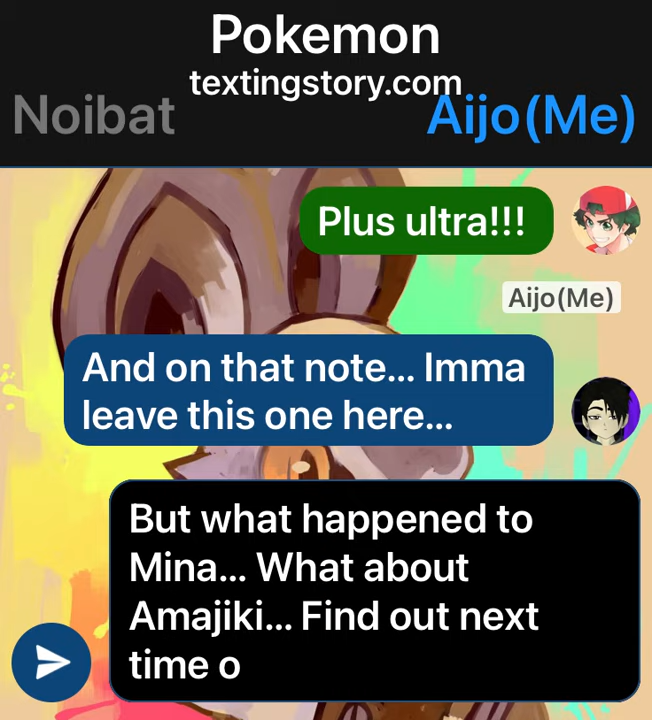 Pokemon
textingstory.com
Noibat
Aijo(Me)
Plus ultra!!!
Aijo(Me)
And on that note... Imma
leave this one here...
But what happened to
Mina... What about
Amajiki... Find out next
time o